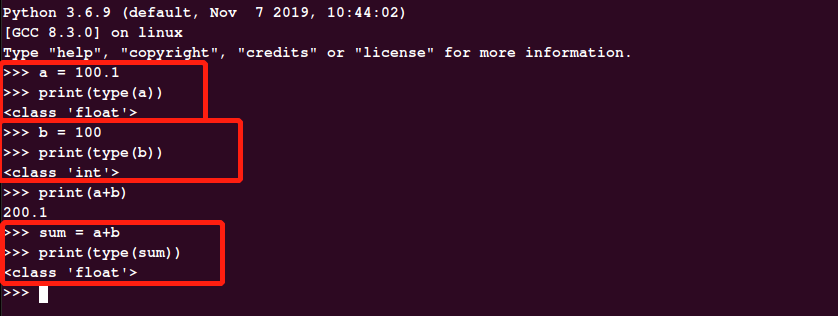 Python 3.6.9 (default, Nov  7 2019, 10:44:02)
[GCC 8.3.0] on linux
Type "help", "copyright", "credits" or "license" for more information.
>>> a = 100.1
>>> print(type(a))
<class 'float'>
>>> b = 100
>>> print(type(b))
<class 'int'>
>>> print(a+b)
200.1
>>> sum = a+b
>>> print(type(sum))
<class 'float'>
>>>